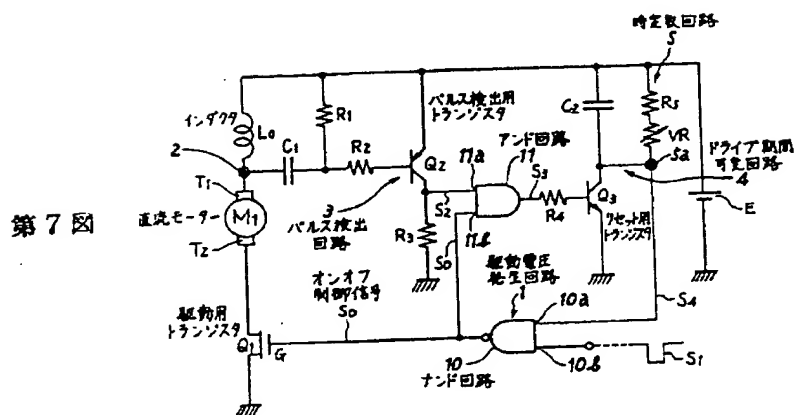 第7図
時定数回路
5
インダクタ
L0
R1
C1
R2
パルス検出用
トランジスタ
Q2
アンド回路
11
11a
11b
C2
R5
VR
5a
ドライブ期間
可変回路
4
E
2
T1
直流モーター
M1
T2
3
パルス検出
回路
R3
S2
S0
S3
R4
Q3
リセット用
トランジスタ
オンオフ
制御信号
S0
駆動電圧
発生回路
1
10a
10b
10
ナンド回路
S4
S1
駆動用
トランジスタ
Q1
G